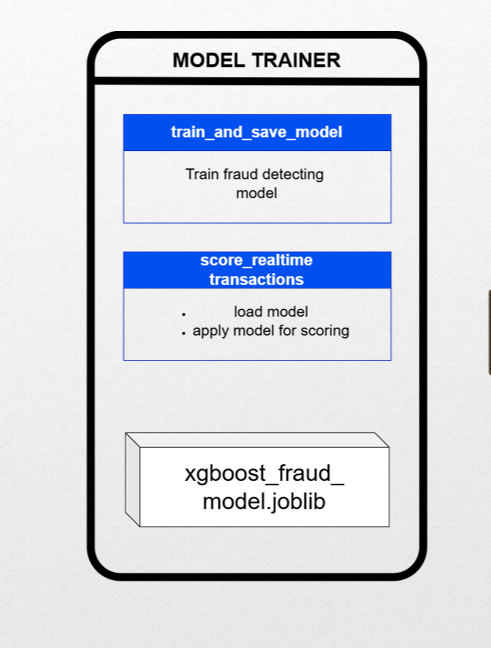 MODEL TRAINER
train_and_save_model
Train fraud detecting
model
score_realtime
transactions
• load model
• apply model for scoring
xgboost_fraud_
model.joblib